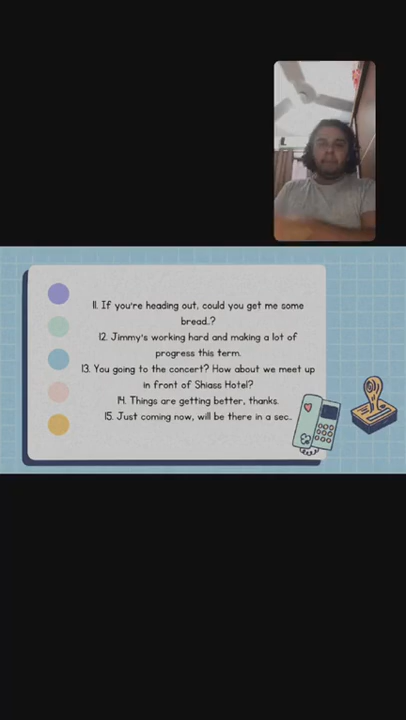 11. If you're heading out, could you get me some
bread..?
12. Jimmy's working hard and making a lot of
progress this term.
13. You going to the concert? How about we meet up
in front of Shiass Hotel?
14. Things are getting better, thanks.
15. Just coming now, will be there in a sec..